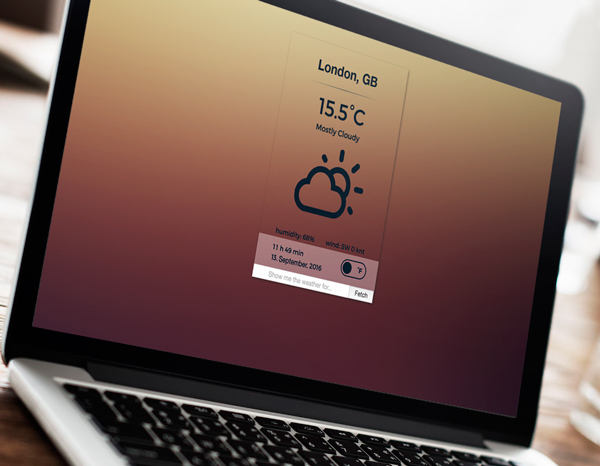 London, GB
15.5°C
Mostly Cloudy
humidity: 68% wind: SW 0 knt
11 h 49 min
13. September, 2016
°F
Show me the weather for...
Fetch